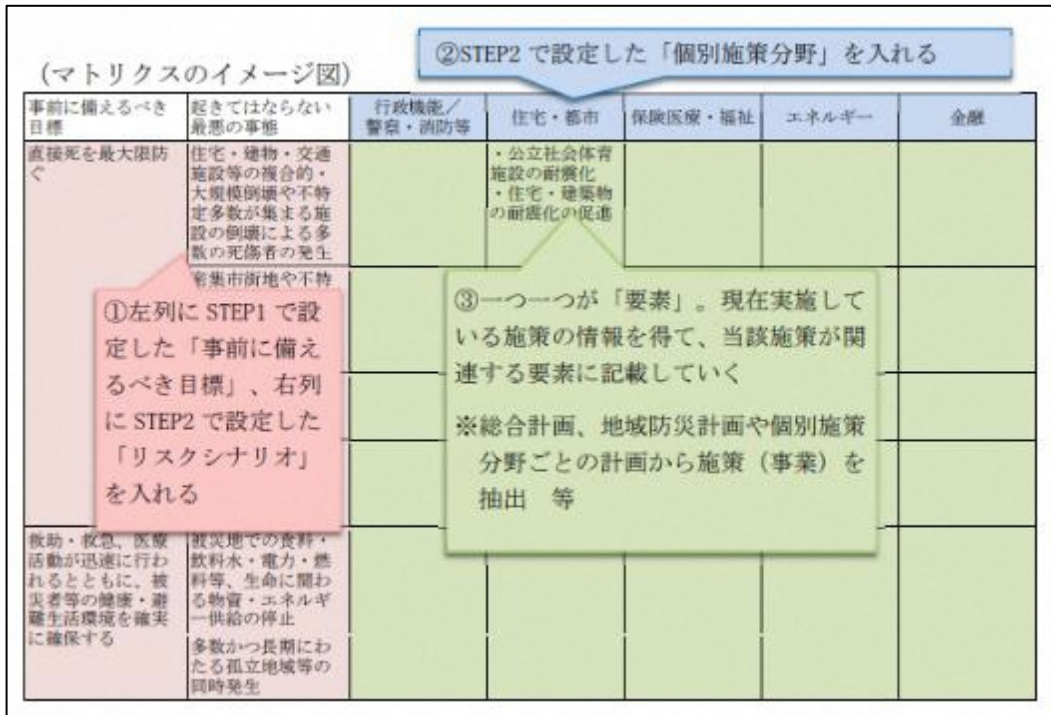 ②STEP2 で設定した「個別施策分野」を入れる
(マトリクスのイメージ図)
事前に備えるべき
目標
起きてはならない
最悪の事態
行政機能／
警察・消防等
住宅・都市
保険医療・福祉
エネルギー
金融
直接死を最大限防
ぐ
住宅・建物・交通
施設等の複合的・
大規模倒壊や不特
定多数が集まる施
設の倒壊による多
数の死傷者の発生
・公立社会体育
施設の耐震化
・住宅・建築物
の耐震化の促進
密集市街地や不特
①左列に STEP1 で設
定した「事前に備え
るべき目標」、右列
に STEP2 で設定した
「リスクシナリオ」
を入れる
③一つ一つが「要素」。現在実施して
いる施策の情報を得て、当該施策が関
連する要素に記載していく
※総合計画、地域防災計画や個別施策
分野ごとの計画から施策（事業）を
抽出　等
救助・救急、医療
活動が迅速に行わ
れるとともに、被
災者等の健康・避
難生活環境を確実
に確保する
被災地での食料・
飲料水・電力・燃
料等、生命に関わ
る物資・エネルギ
ー供給の停止
多数かつ長期にわ
たる孤立地域等の
同時発生